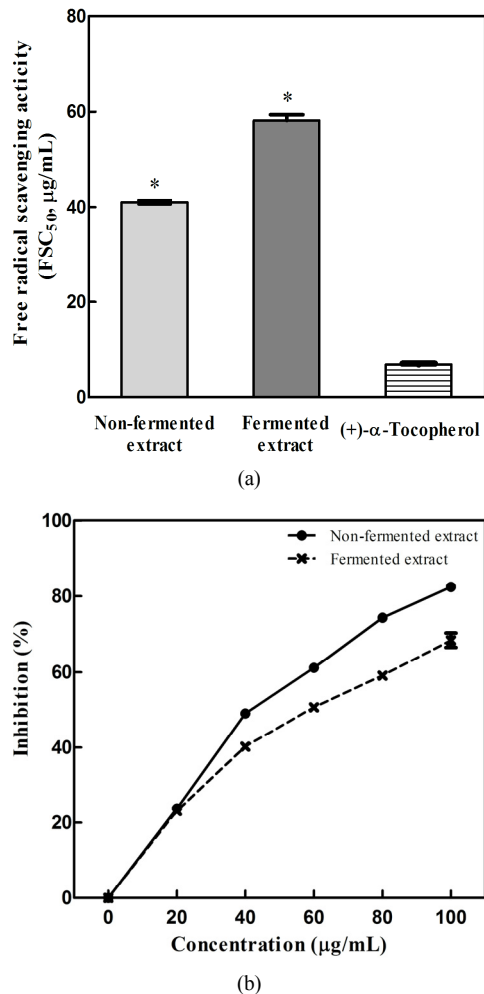 80
60
40
20
0
Free radical scavenging acticity
(FSC50, μg/mL)
*
*
Non-fermented
extract
Fermented
extract
(+)-α-Tocopherol
(a)
100
80
60
40
20
0
Inhibition (%)
Non-fermented extract
Fermented extract
0 20 40 60 80 100
Concentration (μg/mL)
(b)